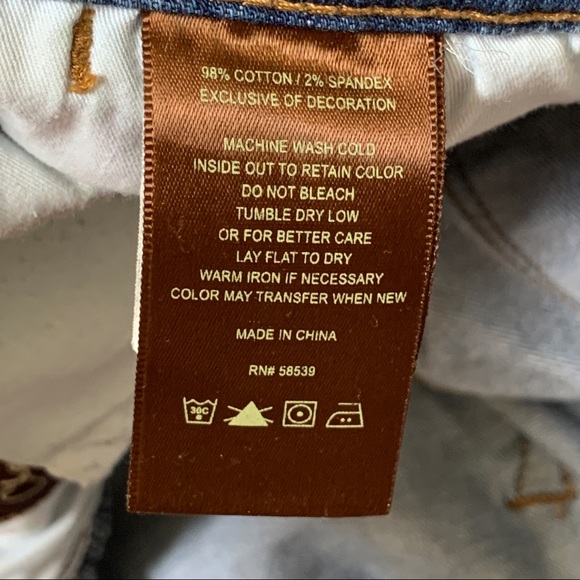 98% COTTON / 2% SPANDEX
EXCLUSIVE OF DECORATION
MACHINE WASH COLD
INSIDE OUT TO RETAIN COLOR
DO NOT BLEACH
TUMBLE DRY LOW
OR FOR BETTER CARE
LAY FLAT TO DRY
WARM IRON IF NECESSARY
COLOR MAY TRANSFER WHEN NEW
MADE IN CHINA
RN# 58539
30C